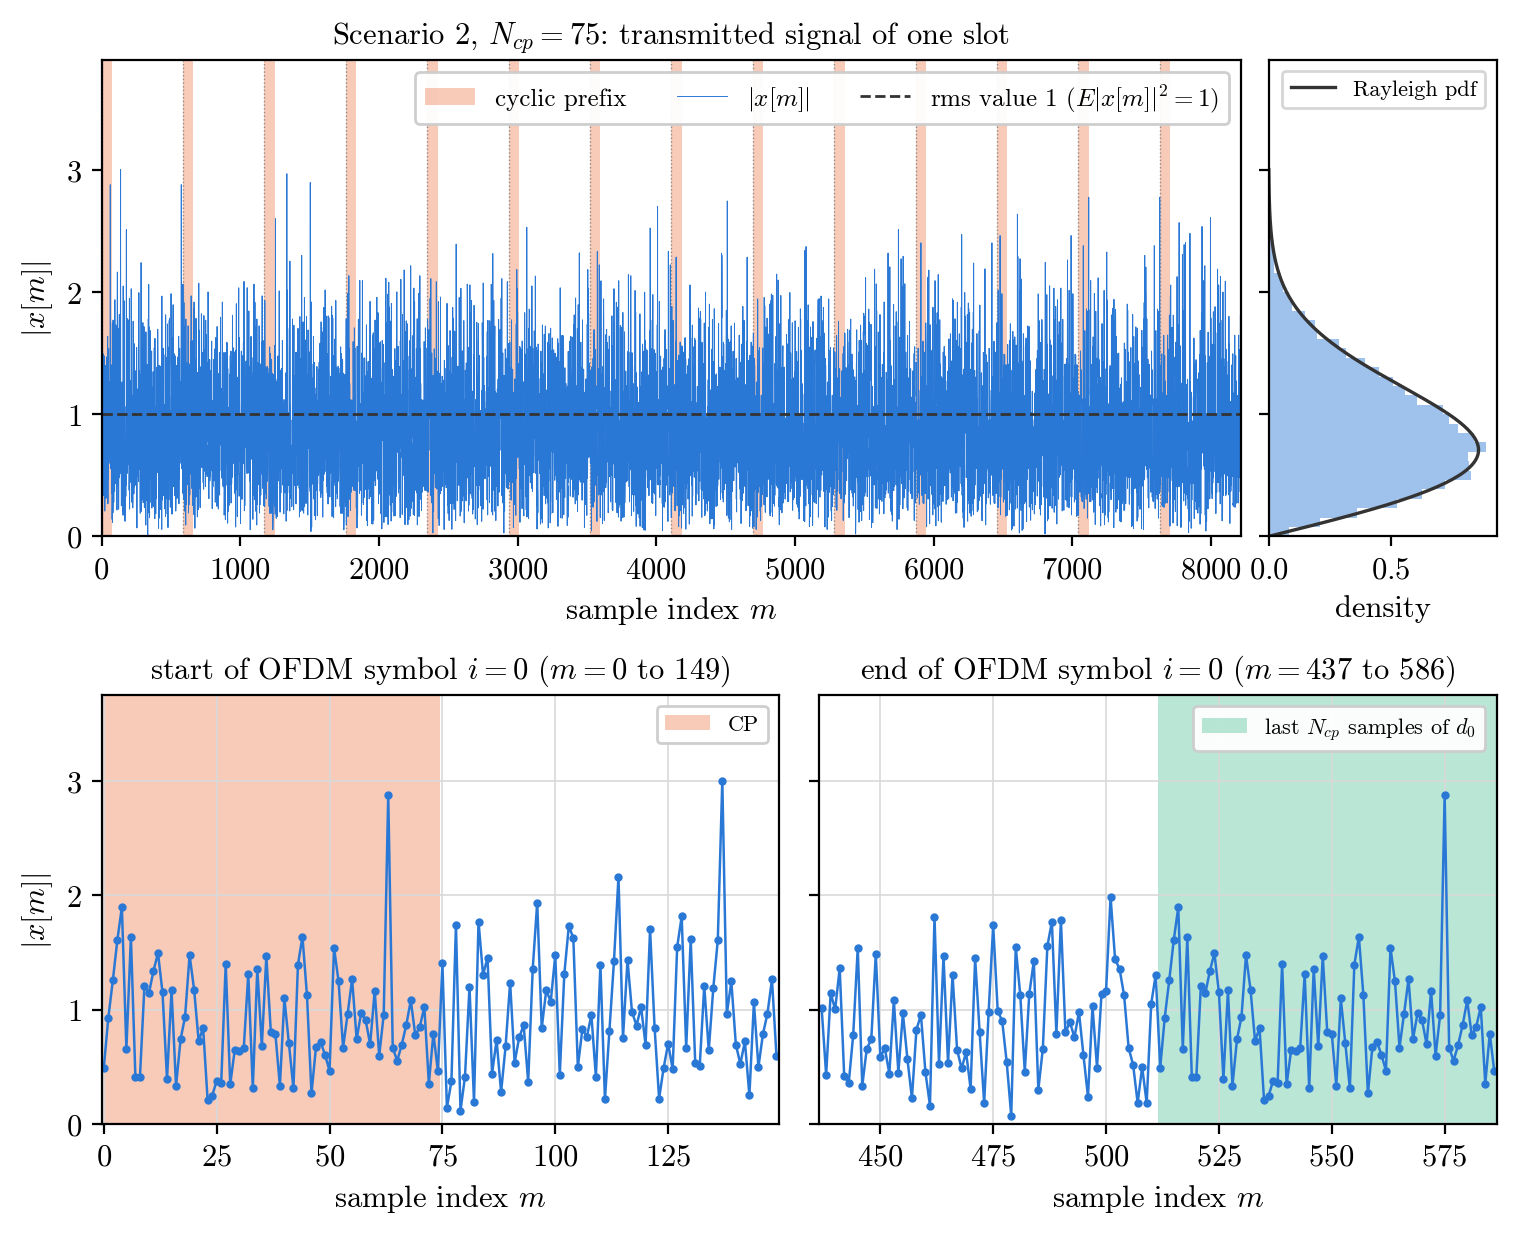 Scenario 2, $N_{cp} = 75$: transmitted signal of one slot
cyclic prefix
$|x[m]|$
rms value 1 ($E|x[m]|^2 = 1$)
Rayleigh pdf
$|x[m]|$
3
2
1
0
0 1000 2000 3000 4000 5000 6000 7000 8000
0.0 0.5
sample index $m$
density
start of OFDM symbol $i = 0$ ($m = 0$ to 149)
end of OFDM symbol $i = 0$ ($m = 437$ to 586)
CP
last $N_{cp}$ samples of $d_0$
$|x[m]|$
3
2
1
0
0 25 50 75 100 125
450 475 500 525 550 575
sample index $m$
sample index $m$